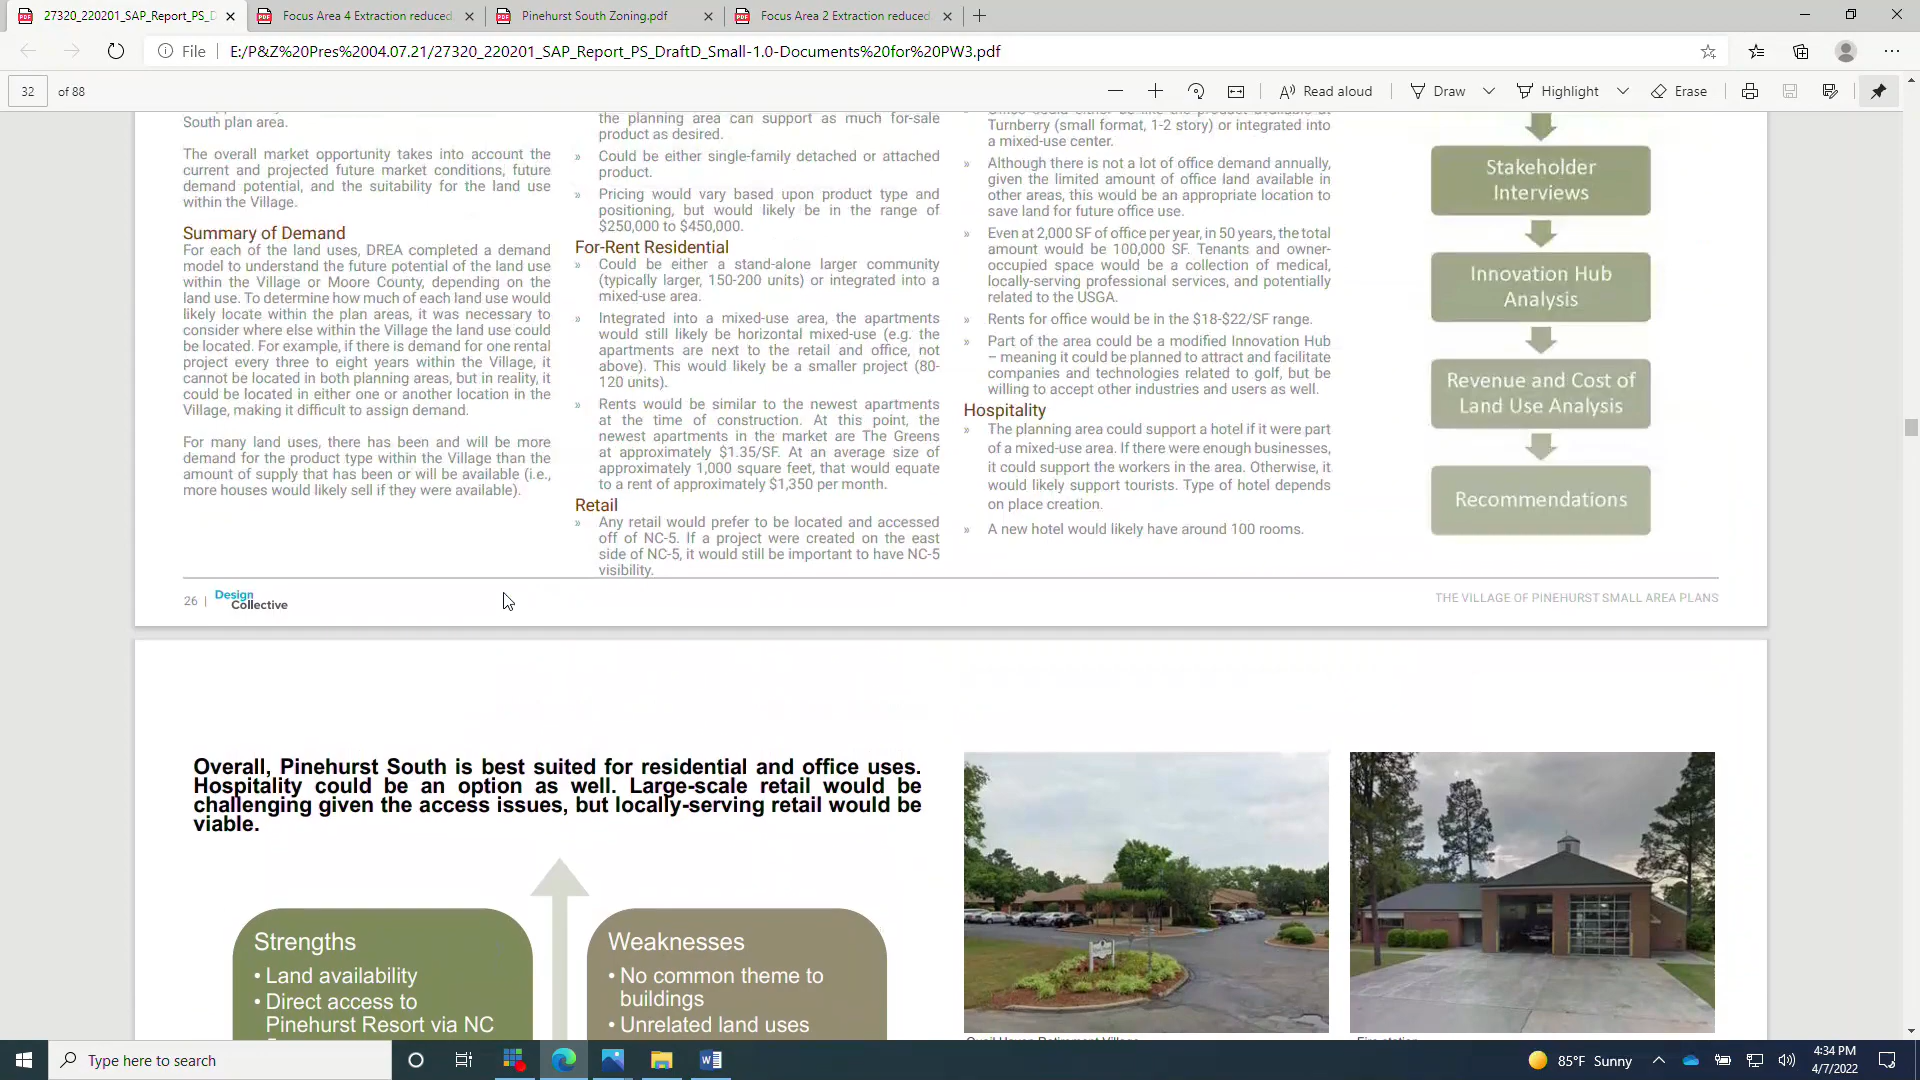 27320_220201_SAP_Report_PS_D
Focus Area 4 Extraction reduced
Pinehurst South Zoning.pdf
Focus Area 2 Extraction reduced
File
E:/P&Z%20Pres%2004.07.21/27320_220201_SAP_Report_PS_DraftD_Small-1.0-Documents%20for%20PW3.pdf
32 of 88
Read aloud
Draw
Highlight
Erase
South plan area.
The overall market opportunity takes into account the
current and projected future market conditions, future
demand potential, and the suitability for the land use
within the Village.
Summary of Demand
For each of the land uses, DREA completed a demand
model to understand the future potential of the land use
within the Village or Moore County, depending on the
land use. To determine how much of each land use would
likely locate within the plan areas, it was necessary to
consider where else within the Village the land use could
be located. For example, if there is demand for one rental
project every three to eight years within the Village, it
cannot be located in both planning areas, but in reality, it
could be located in either one or another location in the
Village, making it difficult to assign demand.
For many land uses, there has been and will be more
demand for the product type within the Village than the
amount of supply that has been or will be available (i.e.,
more houses would likely sell if they were available).
the planning area can support as much for-sale
product as desired.
» Could be either single-family detached or attached
product.
» Pricing would vary based upon product type and
positioning, but would likely be in the range of
$250,000 to $450,000.
For-Rent Residential
» Could be either a stand-alone larger community
(typically larger, 150-200 units) or integrated into a
mixed-use area.
» Integrated into a mixed-use area, the apartments
would still likely be horizontal mixed-use (e.g. the
apartments are next to the retail and office, not
above). This would likely be a smaller project (80-
120 units).
» Rents would be similar to the newest apartments
at the time of construction. At this point, the
newest apartments in the market are The Greens
at approximately $1.35/SF. At an average size of
approximately 1,000 square feet, that would equate
to a rent of approximately $1,350 per month.
Retail
» Any retail would prefer to be located and accessed
off of NC-5. If a project were created on the east
side of NC-5, it would still be important to have NC-5
visibility.
Office could either be like the product available at
Turnberry (small format, 1-2 story) or integrated into
a mixed-use center.
» Although there is not a lot of office demand annually,
given the limited amount of office land available in
other areas, this would be an appropriate location to
save land for future office use.
» Even at 2,000 SF of office per year, in 50 years, the total
amount would be 100,000 SF. Tenants and owner-
occupied space would be a collection of medical,
locally-serving professional services, and potentially
related to the USGA.
» Rents for office would be in the $18-$22/SF range.
» Part of the area could be a modified Innovation Hub
– meaning it could be planned to attract and facilitate
companies and technologies related to golf, but be
willing to accept other industries and users as well.
Hospitality
» The planning area could support a hotel if it were part
of a mixed-use area. If there were enough businesses,
it could support the workers in the area. Otherwise, it
would likely support tourists. Type of hotel depends
on place creation.
» A new hotel would likely have around 100 rooms.
Stakeholder
Interviews
Innovation Hub
Analysis
Revenue and Cost of
Land Use Analysis
Recommendations
26 | Design
Collective
THE VILLAGE OF PINEHURST SMALL AREA PLANS
Overall, Pinehurst South is best suited for residential and office uses.
Hospitality could be an option as well. Large-scale retail would be
challenging given the access issues, but locally-serving retail would be
viable.
Strengths
• Land availability
• Direct access to
Pinehurst Resort via NC
Weaknesses
• No common theme to
buildings
• Unrelated land uses
Type here to search
85°F Sunny
4:34 PM
4/7/2022